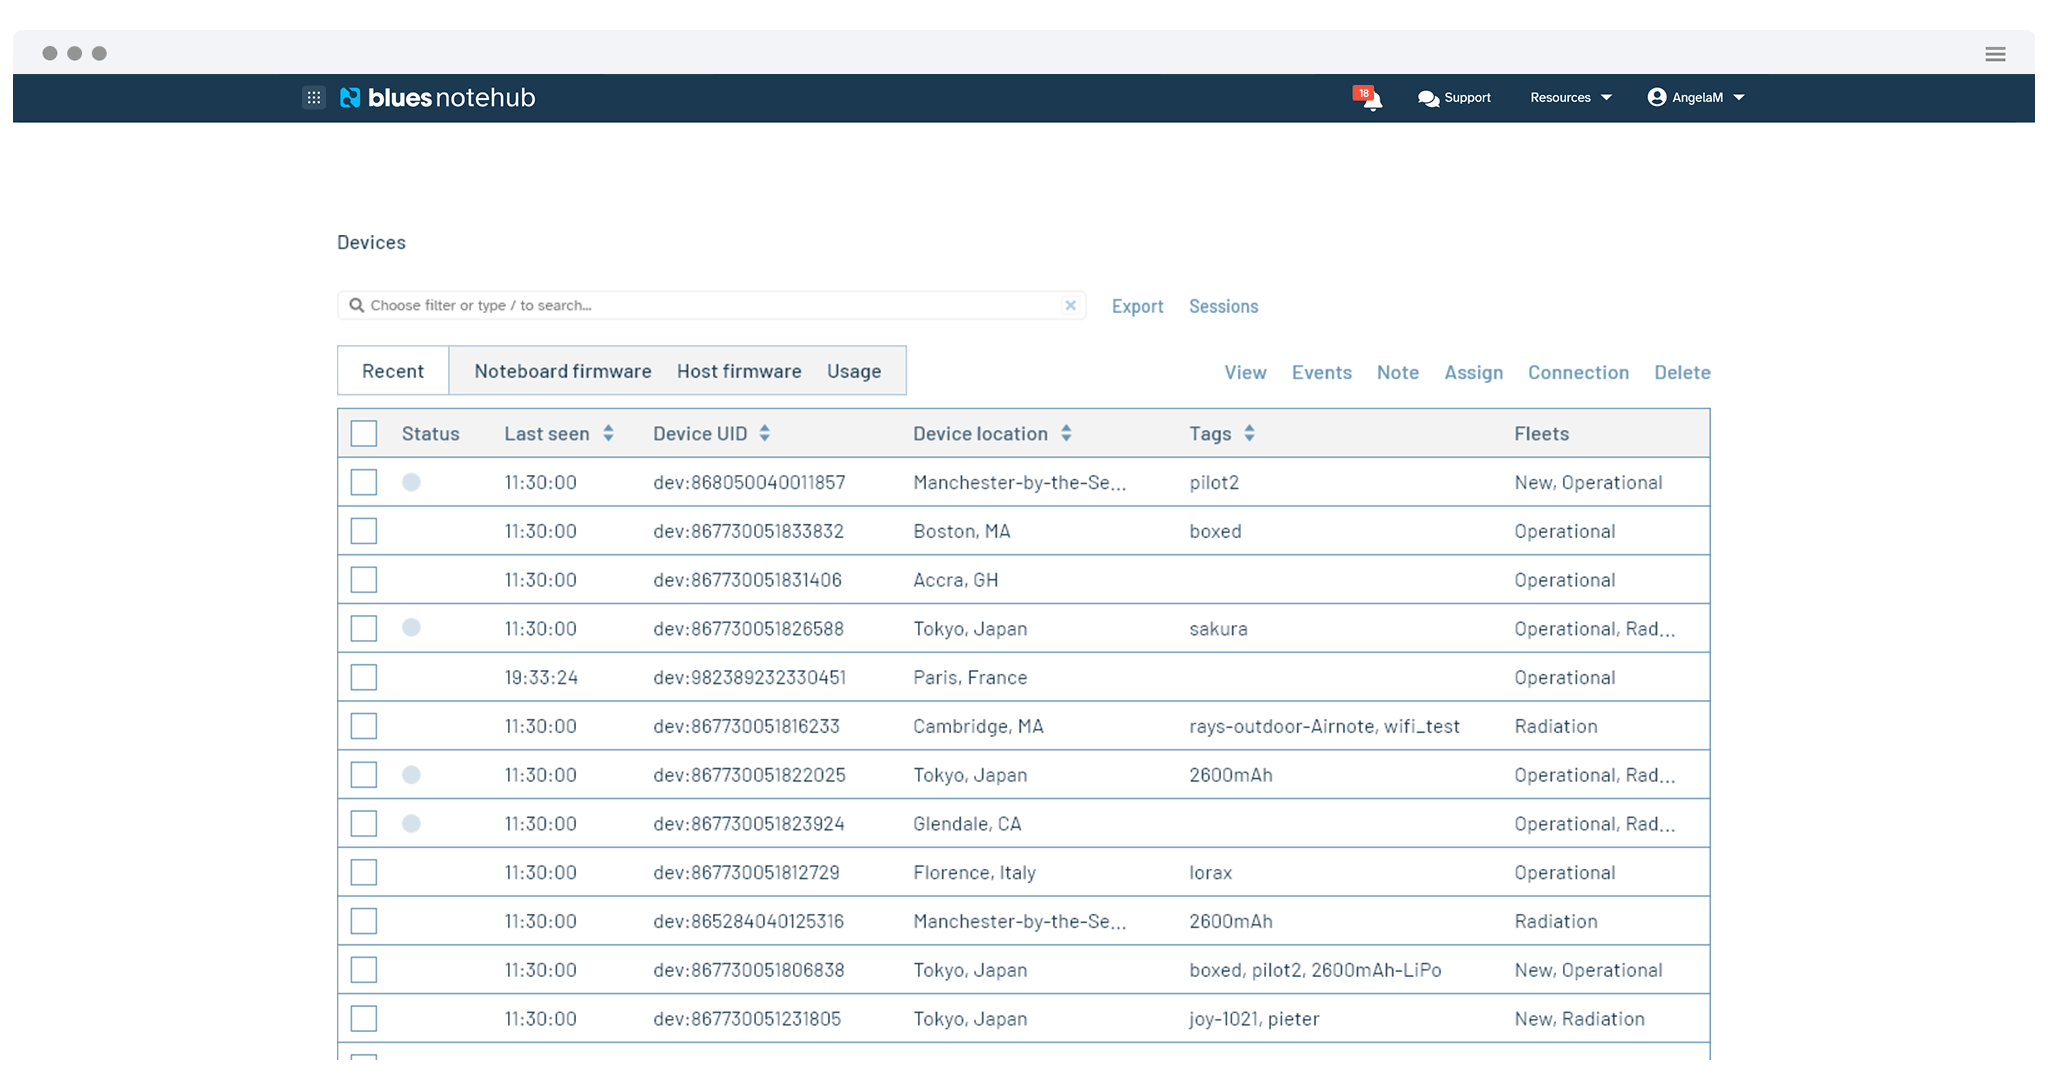 blues notehub 18 Support Resources AngelaM
Devices
Choose filter or type / to search... Export Sessions
Recent Noteboard firmware Host firmware Usage View Events Note Assign Connection Delete
Status Last seen Device UID Device location Tags Fleets
11:30:00 dev:868050040011857 Manchester-by-the-Se... pilot2 New, Operational
11:30:00 dev:867730051833832 Boston, MA boxed Operational
11:30:00 dev:867730051831406 Accra, GH Operational
11:30:00 dev:867730051826588 Tokyo, Japan sakura Operational, Rad...
19:33:24 dev:982389232330451 Paris, France Operational
11:30:00 dev:867730051816233 Cambridge, MA rays-outdoor-Airnote, wifi_test Radiation
11:30:00 dev:867730051822025 Tokyo, Japan 2600mAh Operational, Rad...
11:30:00 dev:867730051823924 Glendale, CA Operational, Rad...
11:30:00 dev:867730051812729 Florence, Italy lorax Operational
11:30:00 dev:865284040125316 Manchester-by-the-Se... 2600mAh Radiation
11:30:00 dev:867730051806838 Tokyo, Japan boxed, pilot2, 2600mAh-LiPo New, Operational
11:30:00 dev:867730051231805 Tokyo, Japan joy-1021, pieter New, Radiation